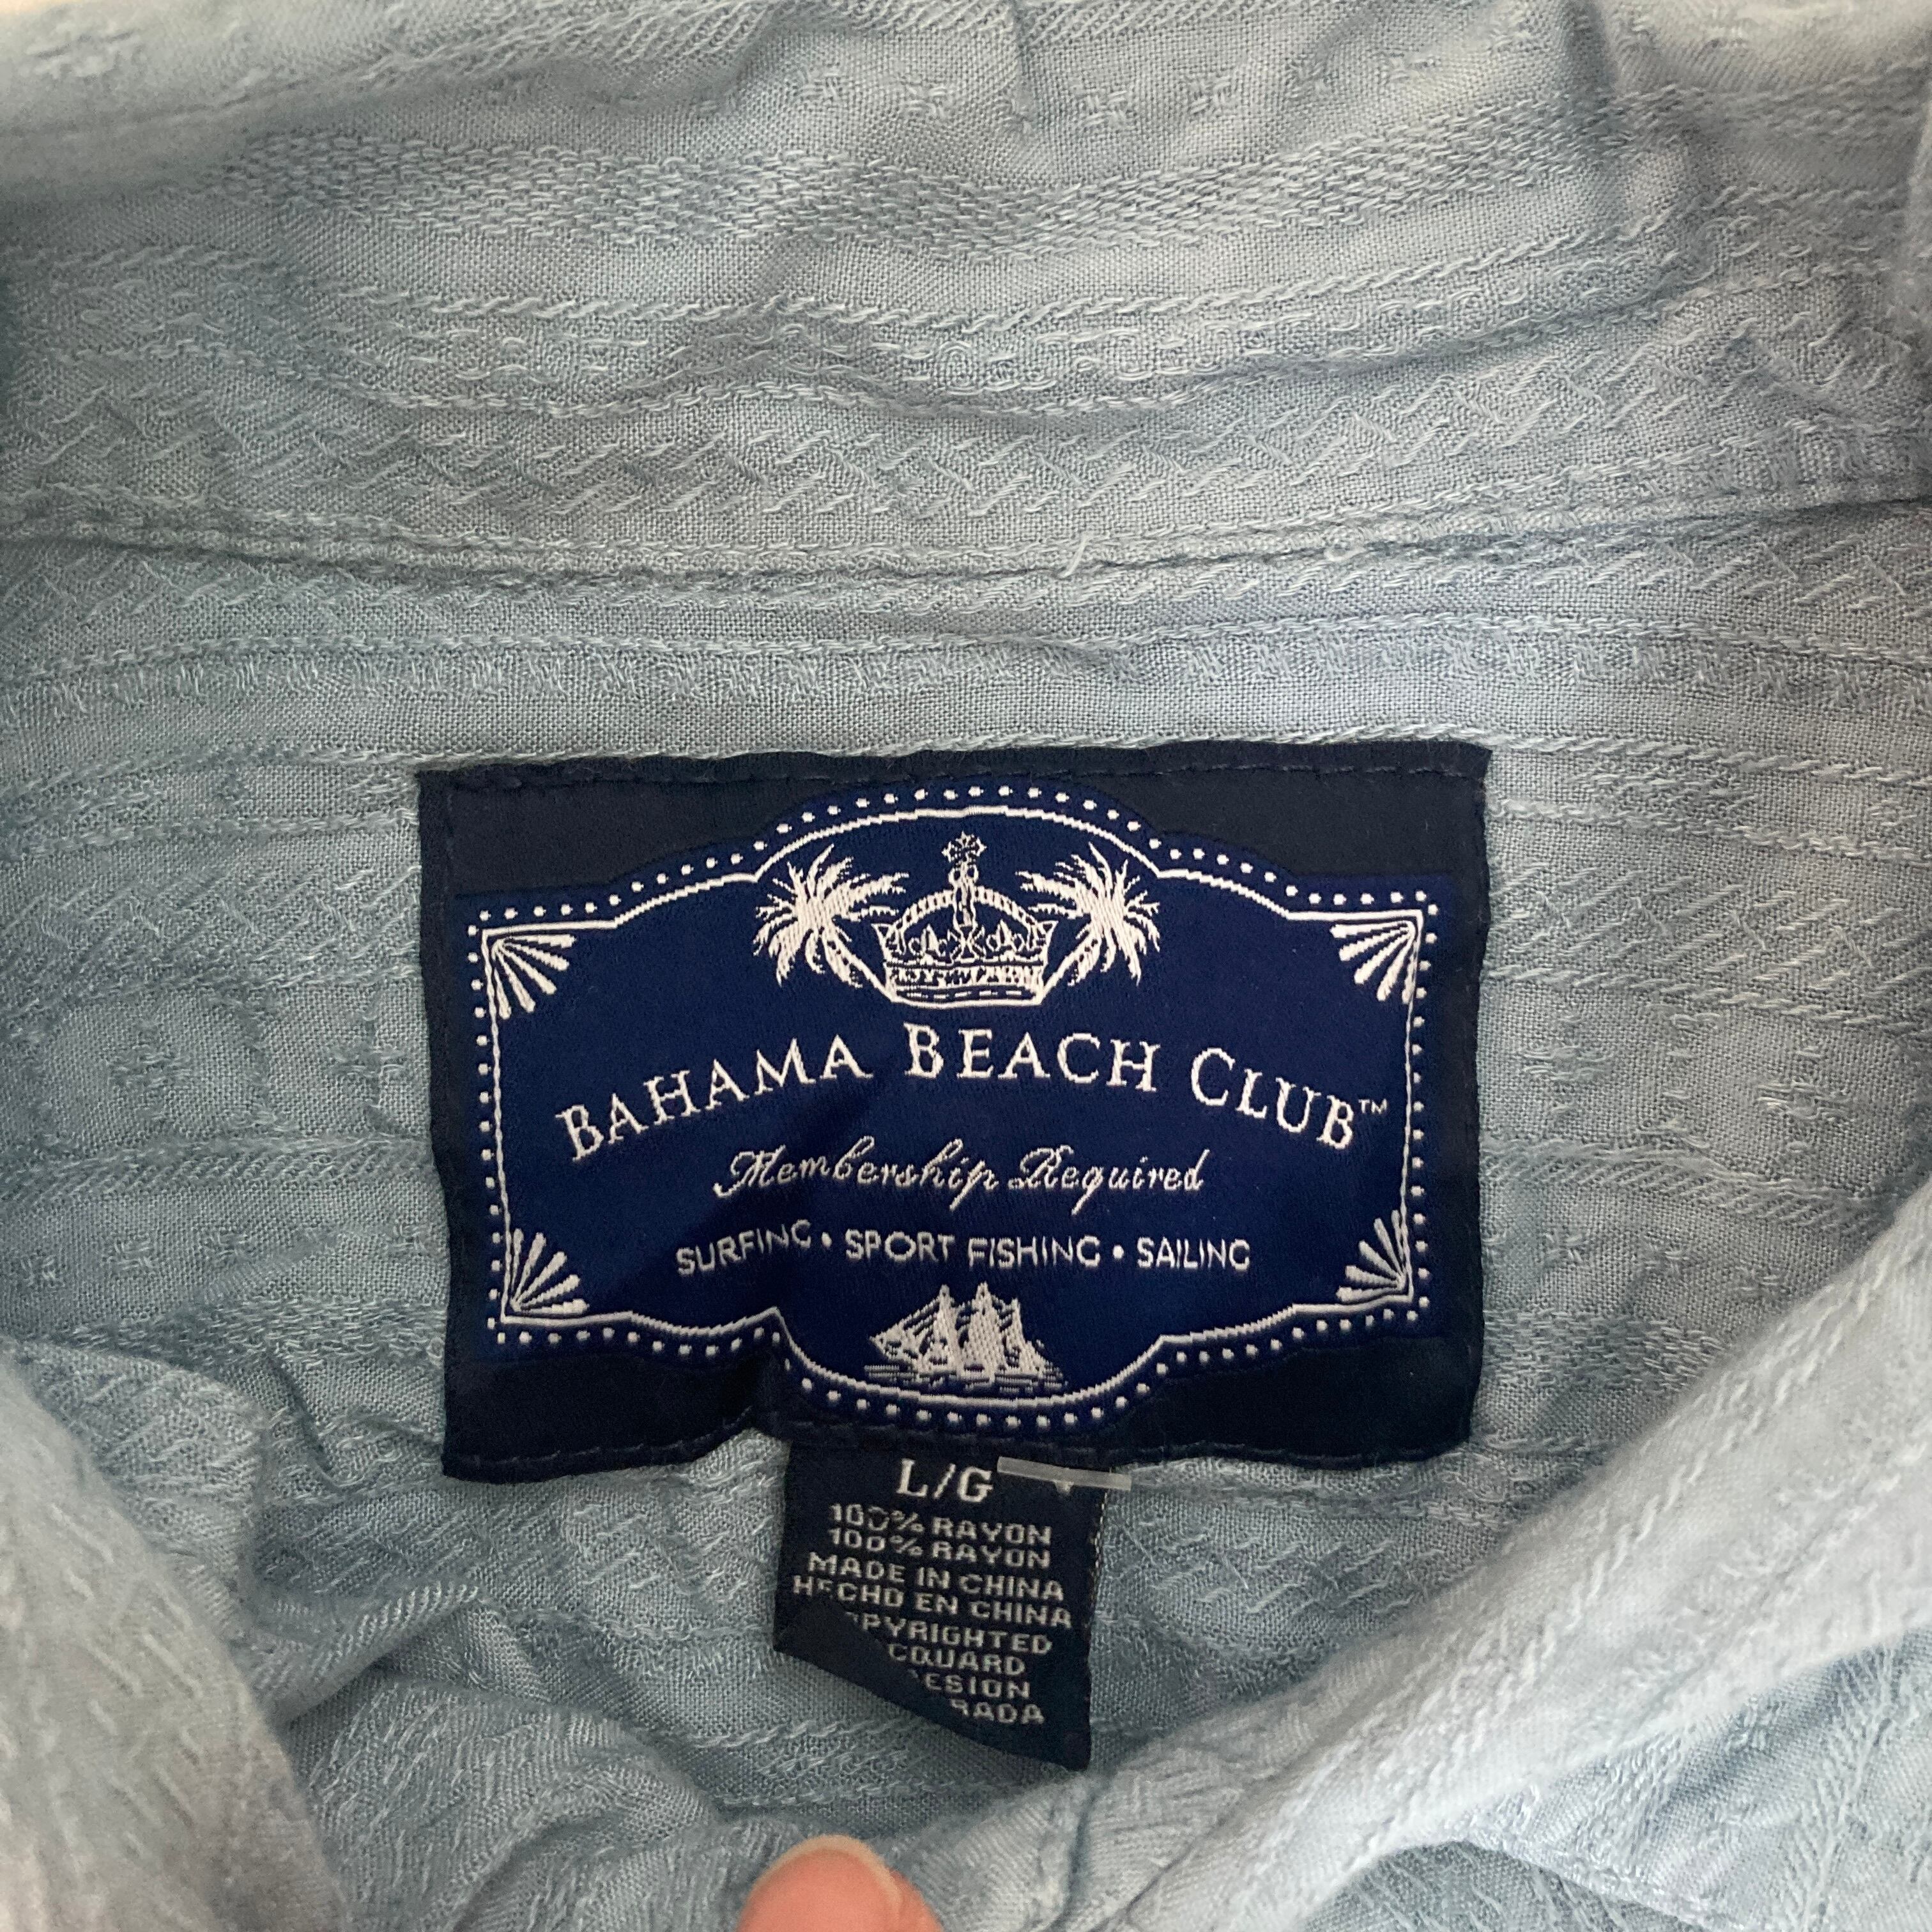 BAHAMA BEACH CLUB™
Membership Required
SURFING • SPORT FISHING • SAILING
L/G
100% RAYON
100% RAYON
MADE IN CHINA
HECHO EN CHINA